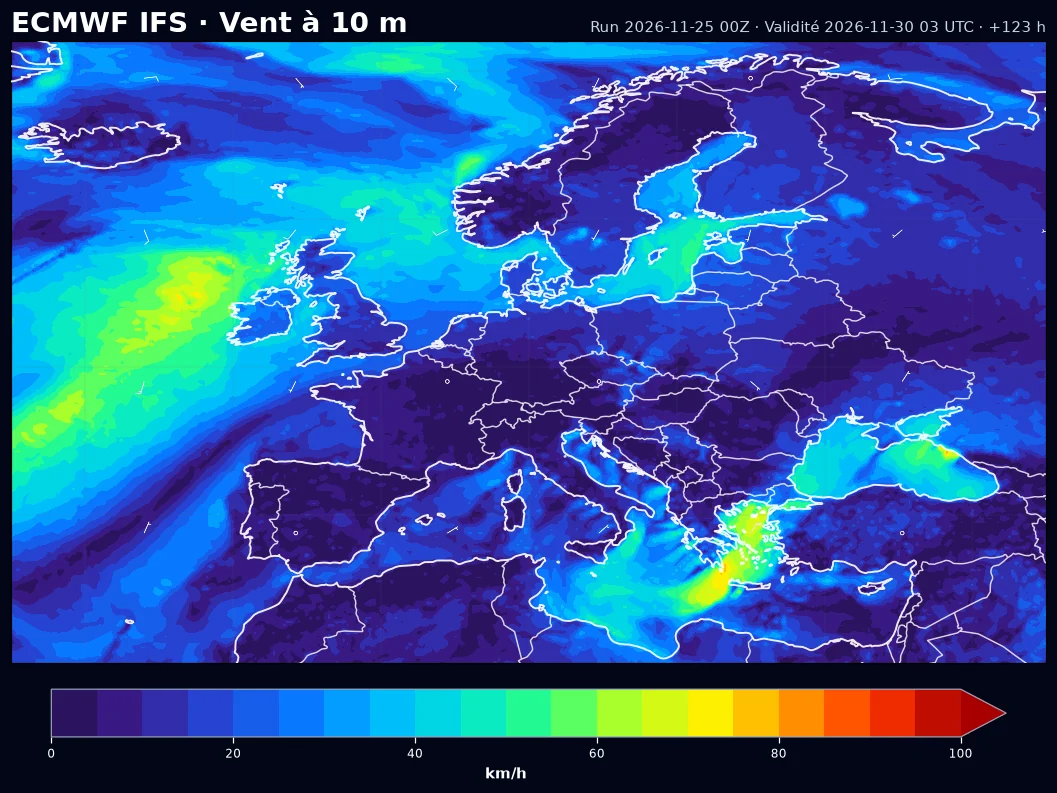 ECMWF IFS · Vent à 10 m
Run 2026-11-25 00Z · Validité 2026-11-30 03 UTC · +123 h
0 20 40 60 80 100
km/h